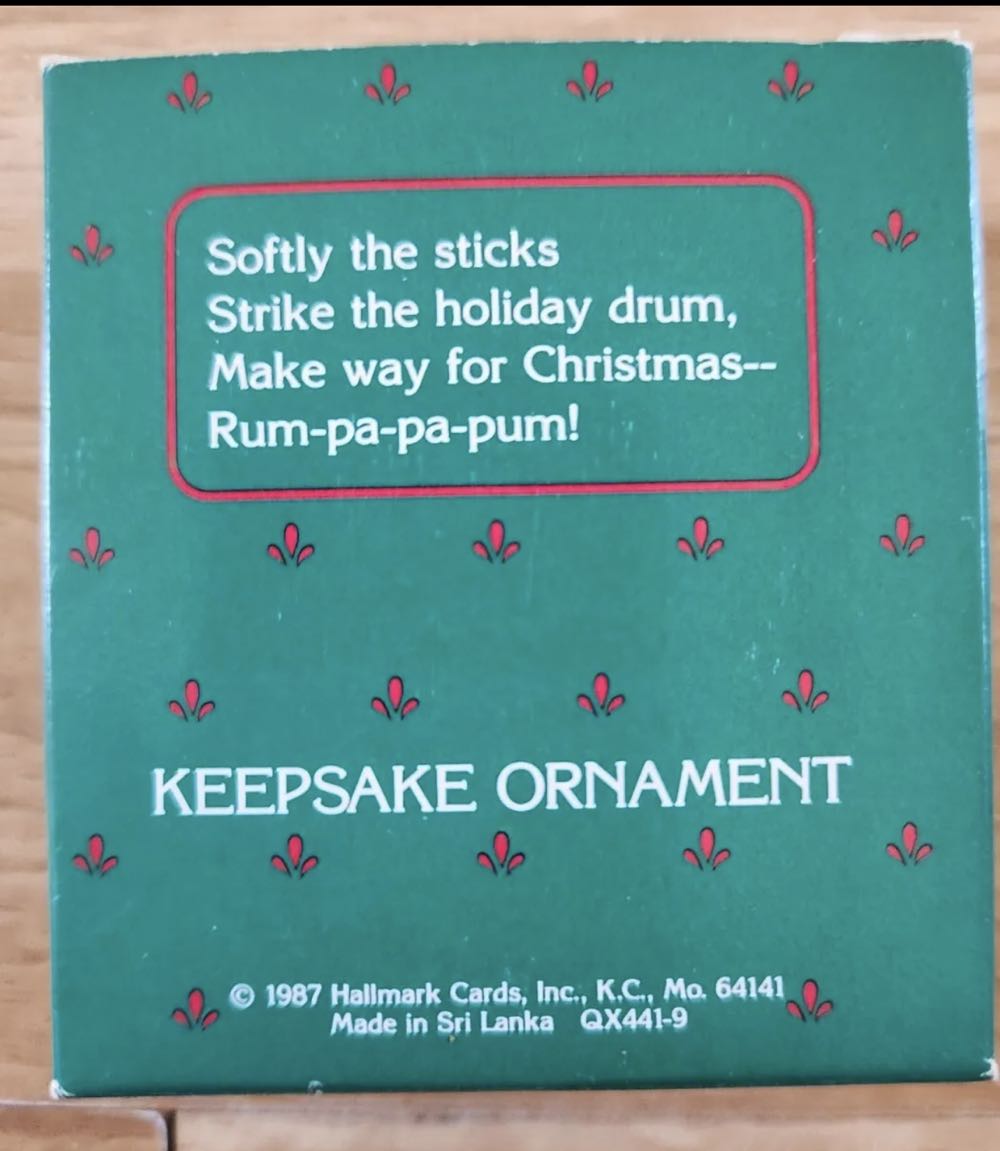 Softly the sticks
Strike the holiday drum,
Make way for Christmas--
Rum-pa-pa-pum!
KEEPSAKE ORNAMENT
© 1987 Hallmark Cards, Inc., K.C., Mo. 64141
Made in Sri Lanka QX441-9